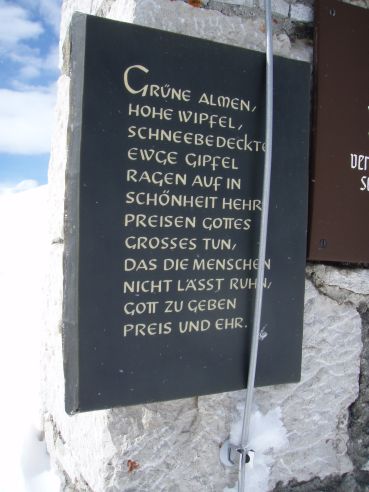 GRÜNE ALMEN,
HOHE WIPFEL,
SCHNEEBEDECKTE
EWGE GIPFEL
RAGEN AUF IN
SCHÖNHEIT HEHR
PREISEN GOTTES
GROSSES TUN,
DAS DIE MENSCHEN
NICHT LÄSST RUHN,
GOTT ZU GEBEN
PREIS UND EHR.